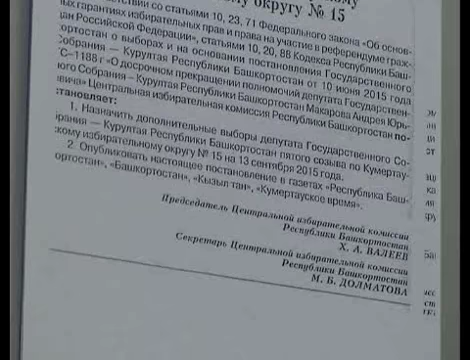 ному округу № 15
ствии со статьями 10, 23, 71 Федерального закона «Об основ-
ных гарантиях избирательных прав и права на участие в референдуме граж-
дан Российской Федерации», статьями 10, 20, 88 Кодекса Республики Баш-
кортостан о выборах и на основании постановления Государственного
Собрания — Курултая Республики Башкортостан от 10 июня 2015 года
ГС-1188 г «О досрочном прекращении полномочий депутата Государствен-
ного Собрания – Курултая Республики Башкортостан Макарова Андрея Юрь-
евича» Центральная избирательная комиссия Республики Башкортостан по-
становляет:
1. Назначить дополнительные выборы депутата Государственного Со-
брания — Курултая Республики Башкортостан пятого созыва по Кумертау-
скому избирательному округу № 15 на 13 сентября 2015 года.
2. Опубликовать настоящее постановление в газетах «Республика Баш-
кортостан», «Башкортостан», «Кызыл тан», «Кумертауское время».
Председатель Центральной избирательной комиссии
Республики Башкортостан
Х. А. ВАЛЕЕВ
Секретарь Центральной избирательной комиссии
Республики Башкортостан
М. Б. ДОЛМАТОВА